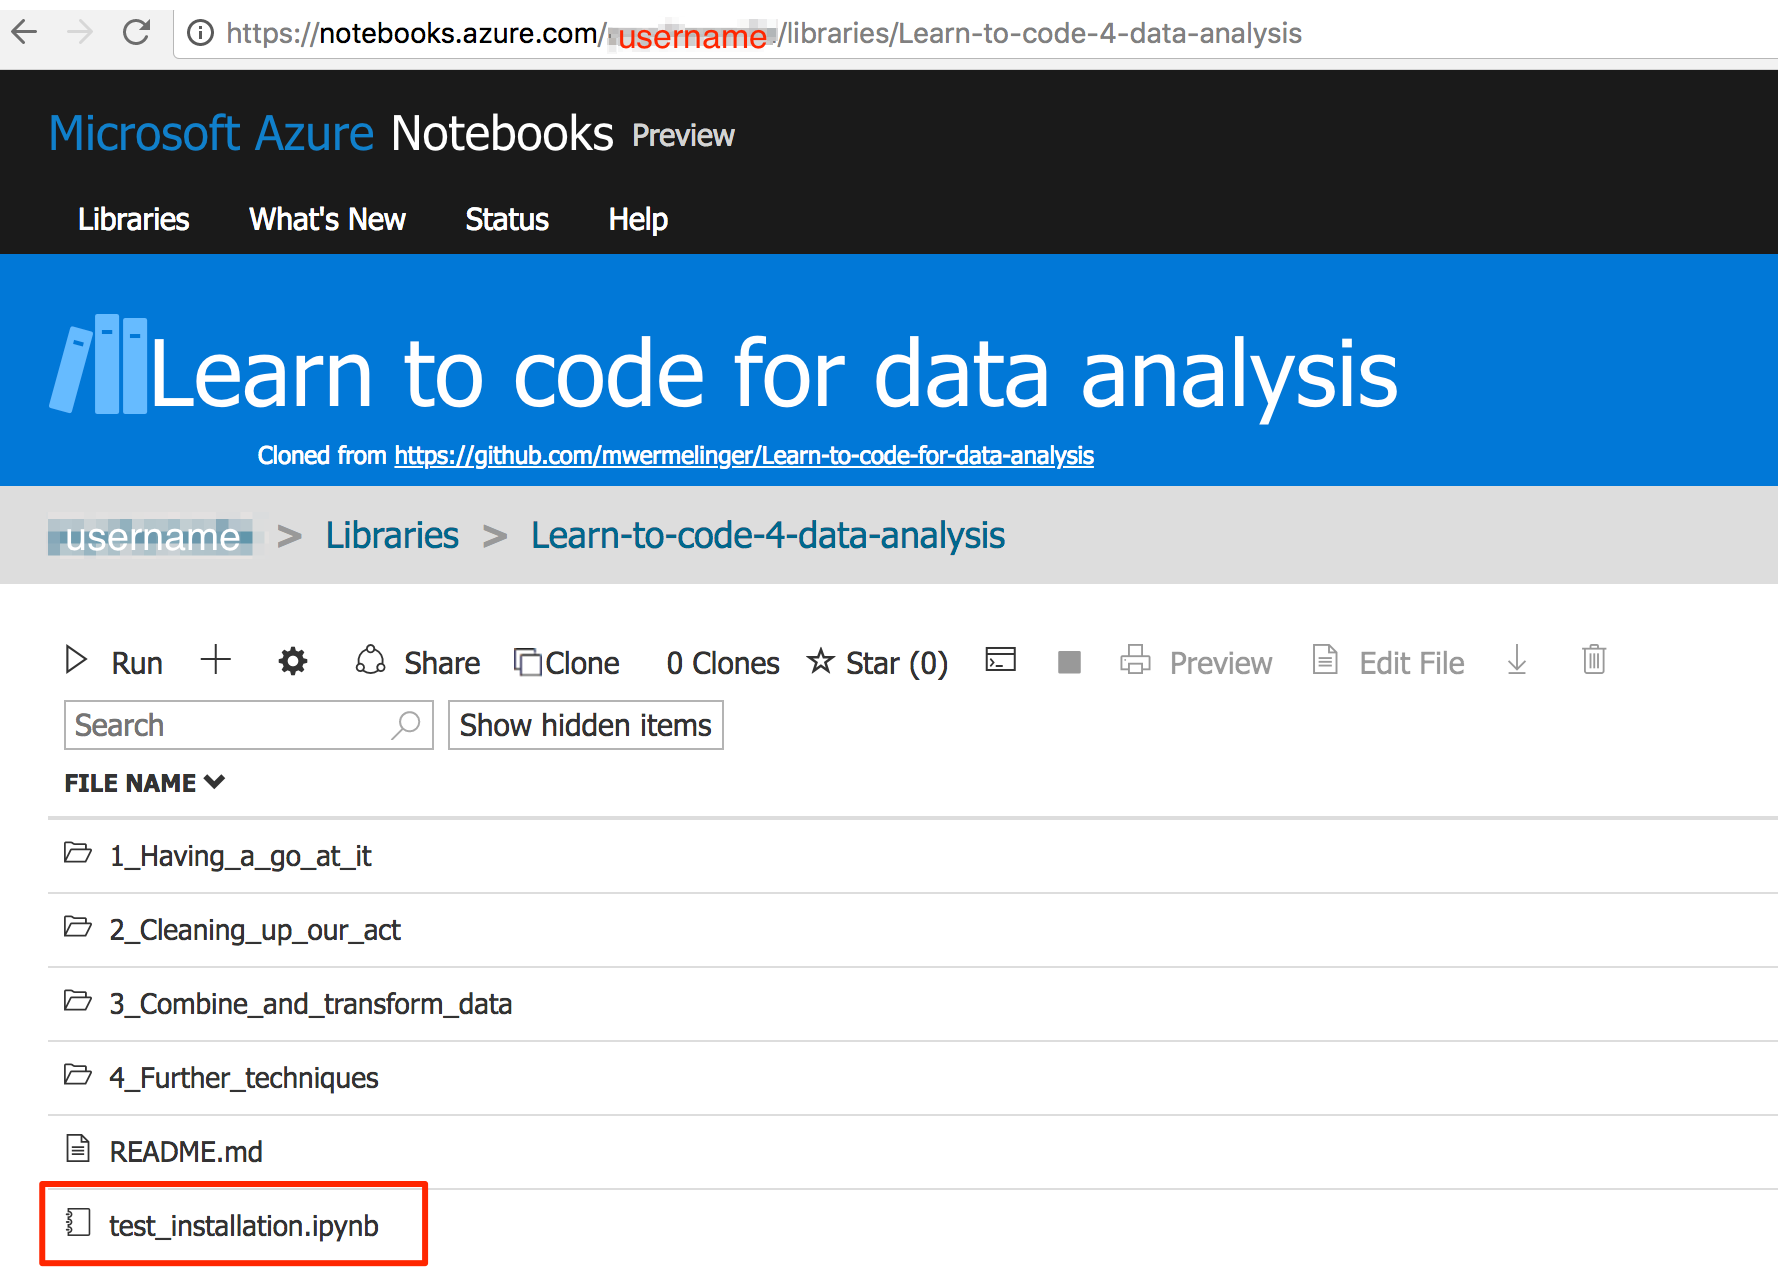 https://notebooks.azure.com/username/libraries/Learn-to-code-4-data-analysis
Microsoft Azure Notebooks Preview
Libraries What's New Status Help
Learn to code for data analysis
Cloned from https://github.com/mwermelinger/Learn-to-code-for-data-analysis
username > Libraries > Learn-to-code-4-data-analysis
Run Share Clone 0 Clones Star (0) Preview Edit File
Search Show hidden items
FILE NAME
1_Having_a_go_at_it
2_Cleaning_up_our_act
3_Combine_and_transform_data
4_Further_techniques
README.md
test_installation.ipynb